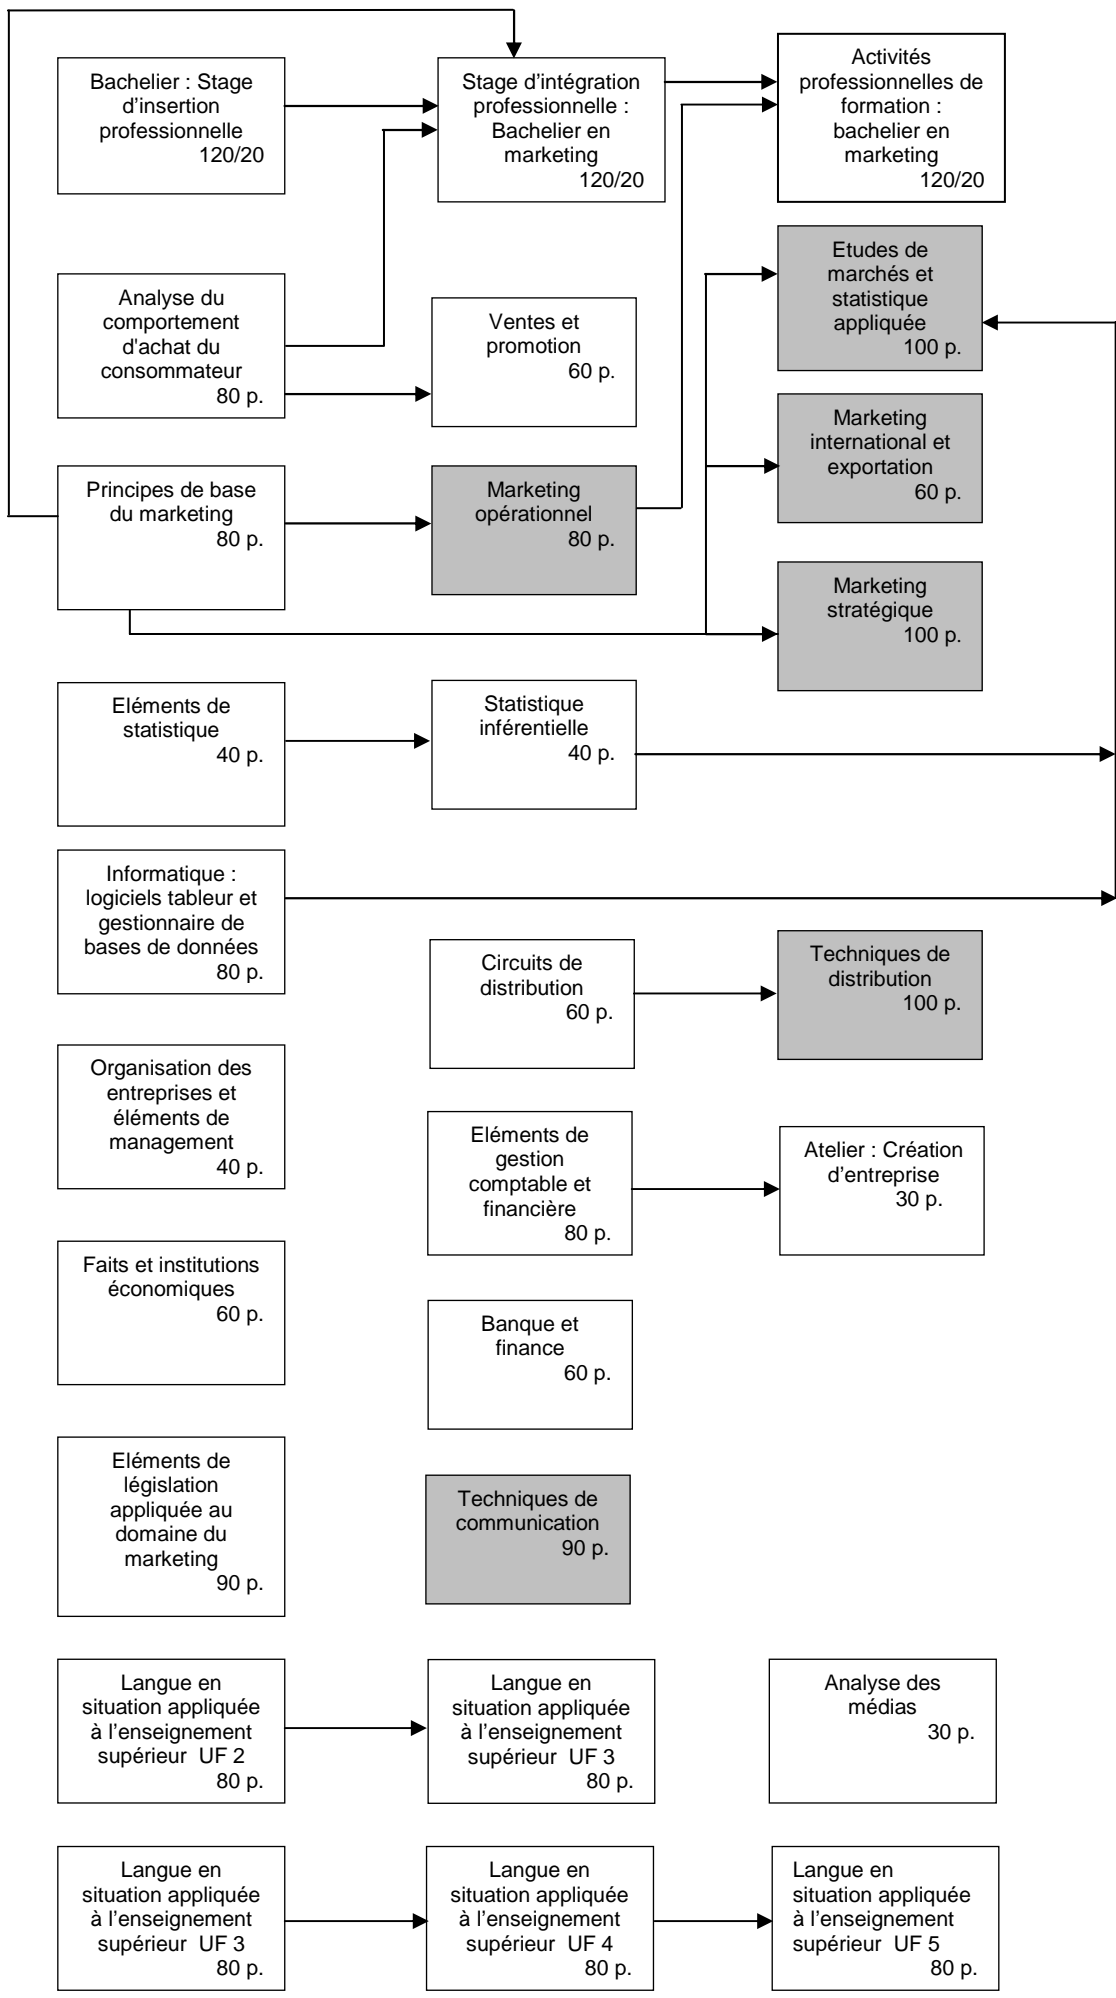 Bachelier : Stage
d'insertion
professionnelle
120/20
Stage d'intégration
professionnelle :
Bachelier en
marketing
120/20
Activités
professionnelles de
formation :
bachelier en
marketing
120/20
Etudes de
marchés et
statistique
appliquée
100 p.
Analyse du
comportement
d'achat du
consommateur
80 p.
Ventes et
promotion
60 p.
Marketing
international et
exportation
60 p.
Principes de base
du marketing
80 p.
Marketing
opérationnel
80 p.
Marketing
stratégique
100 p.
Eléments de
statistique
40 p.
Statistique
inférentielle
40 p.
Informatique :
logiciels tableur et
gestionnaire de
bases de données
80 p.
Circuits de
distribution
60 p.
Techniques de
distribution
100 p.
Organisation des
entreprises et
éléments de
management
40 p.
Eléments de
gestion
comptable et
financière
80 p.
Atelier : Création
d'entreprise
30 p.
Faits et institutions
économiques
60 p.
Banque et
finance
60 p.
Eléments de
législation
appliquée au
domaine du
marketing
90 p.
Techniques de
communication
90 p.
Langue en
situation appliquée
à l'enseignement
supérieur UF 2
80 p.
Langue en
situation appliquée
à l'enseignement
supérieur UF 3
80 p.
Analyse des
médias
30 p.
Langue en
situation appliquée
à l'enseignement
supérieur UF 3
80 p.
Langue en
situation appliquée
à l'enseignement
supérieur UF 4
80 p.
Langue en
situation appliquée
à l'enseignement
supérieur UF 5
80 p.